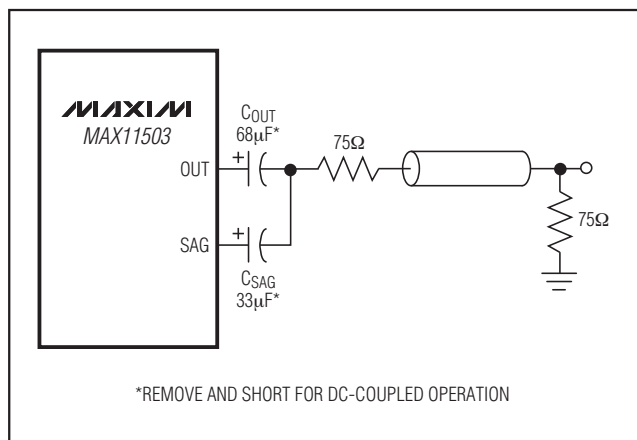 MAXIM
MAX11503
OUT
SAG
COUT
68µF*
75Ω
75Ω
CSAG
33µF*
*REMOVE AND SHORT FOR DC-COUPLED OPERATION